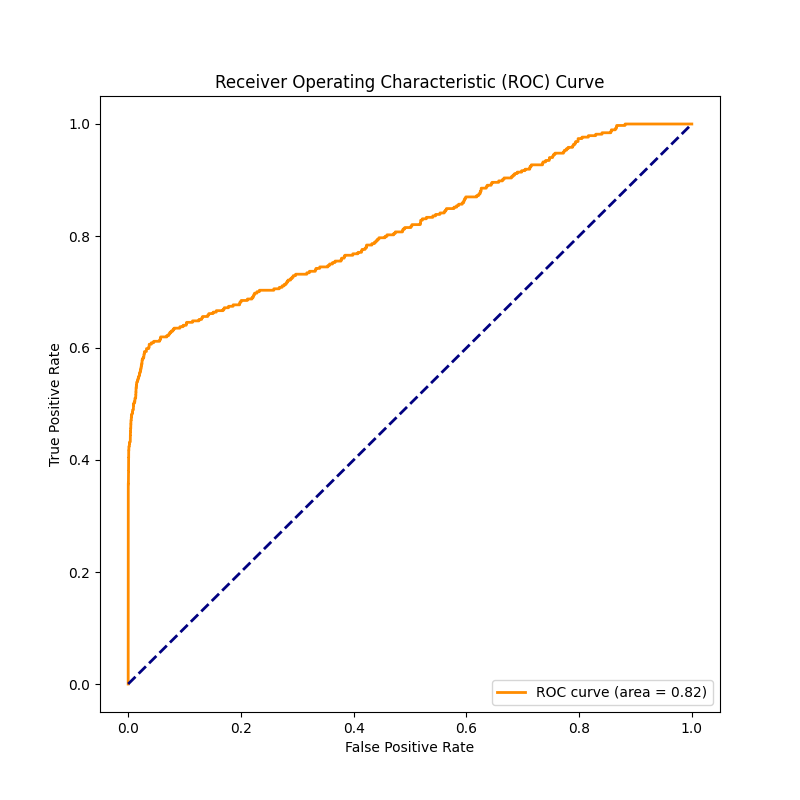 Receiver Operating Characteristic (ROC) Curve
True Positive Rate
1.0
0.8
0.6
0.4
0.2
0.0
ROC curve (area = 0.82)
0.0 0.2 0.4 0.6 0.8 1.0
False Positive Rate